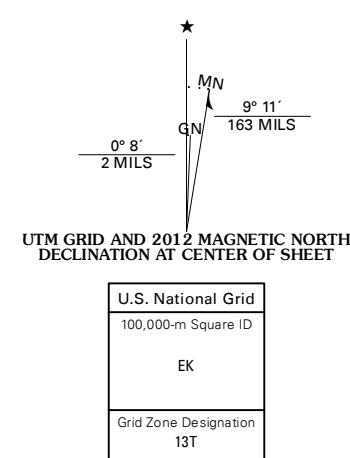 ★
MN
9° 11´
163 MILS
GN
0° 8´
2 MILS
UTM GRID AND 2012 MAGNETIC NORTH
DECLINATION AT CENTER OF SHEET
U.S. National Grid
100,000-m Square ID
EK
Grid Zone Designation
13T